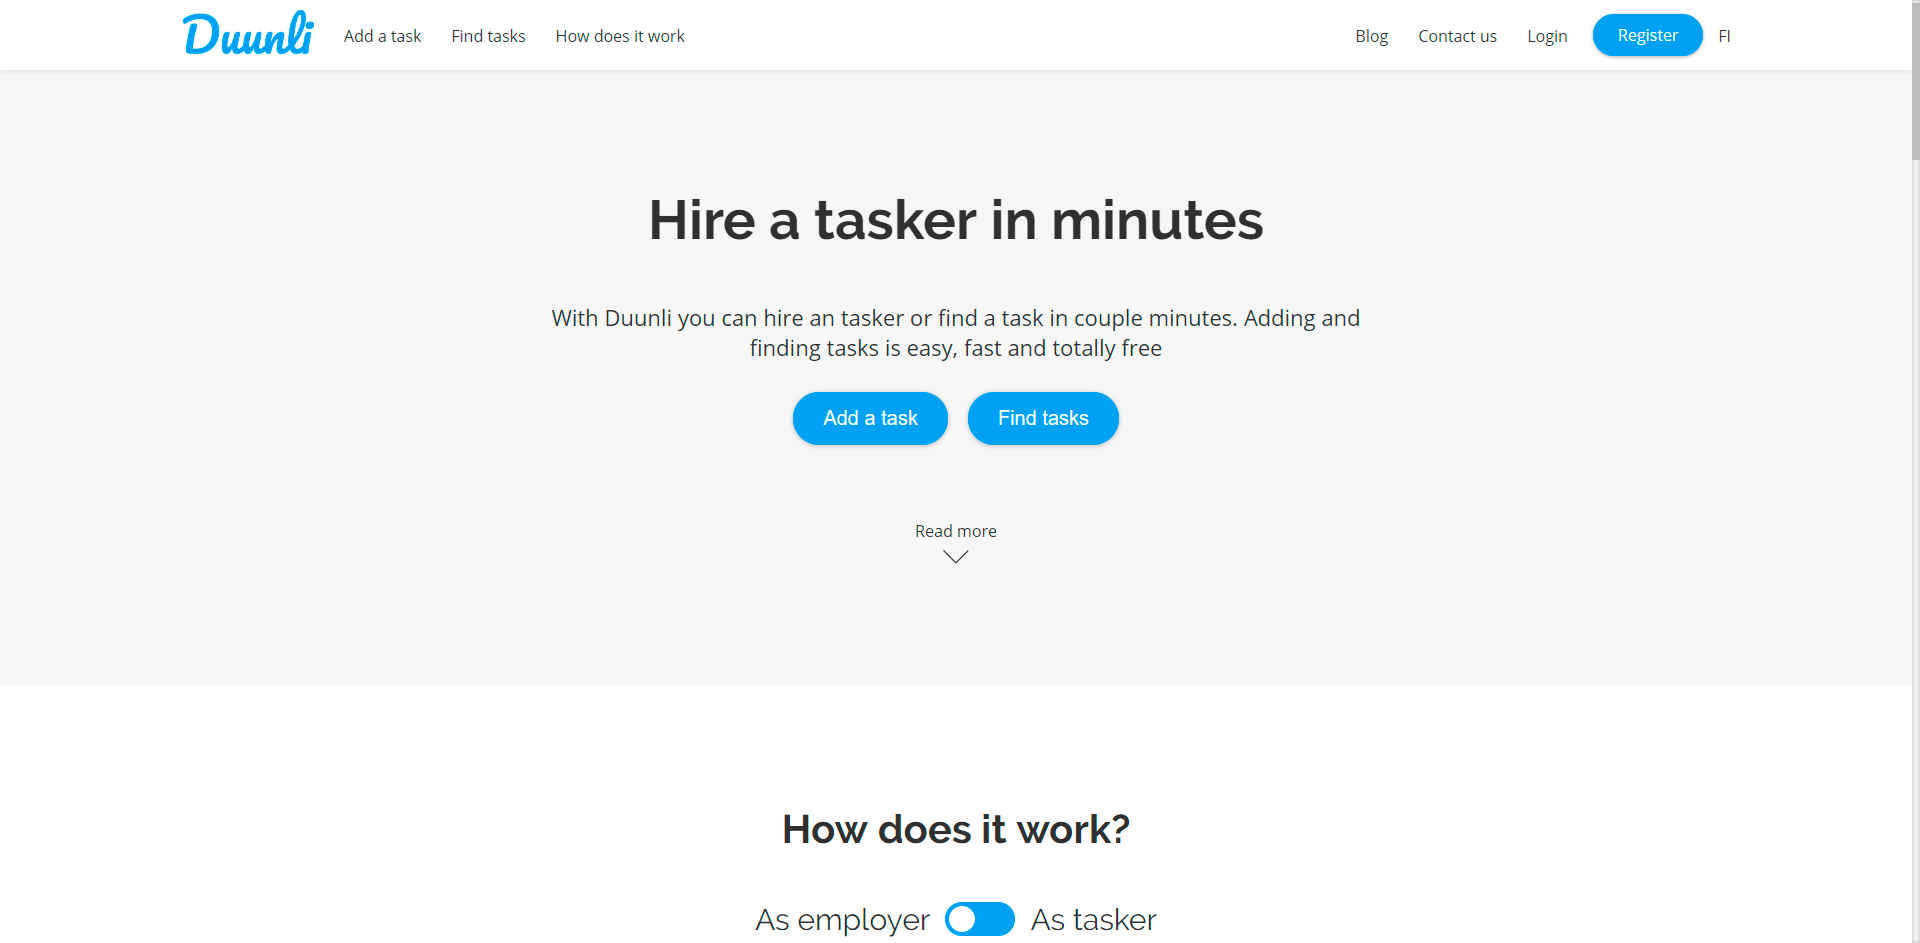 Duunli Add a task Find tasks How does it work Blog Contact us Login Register FI
Hire a tasker in minutes
With Duunli you can hire an tasker or find a task in couple minutes. Adding and
finding tasks is easy, fast and totally free
Add a task Find tasks
Read more
How does it work?
As employer As tasker